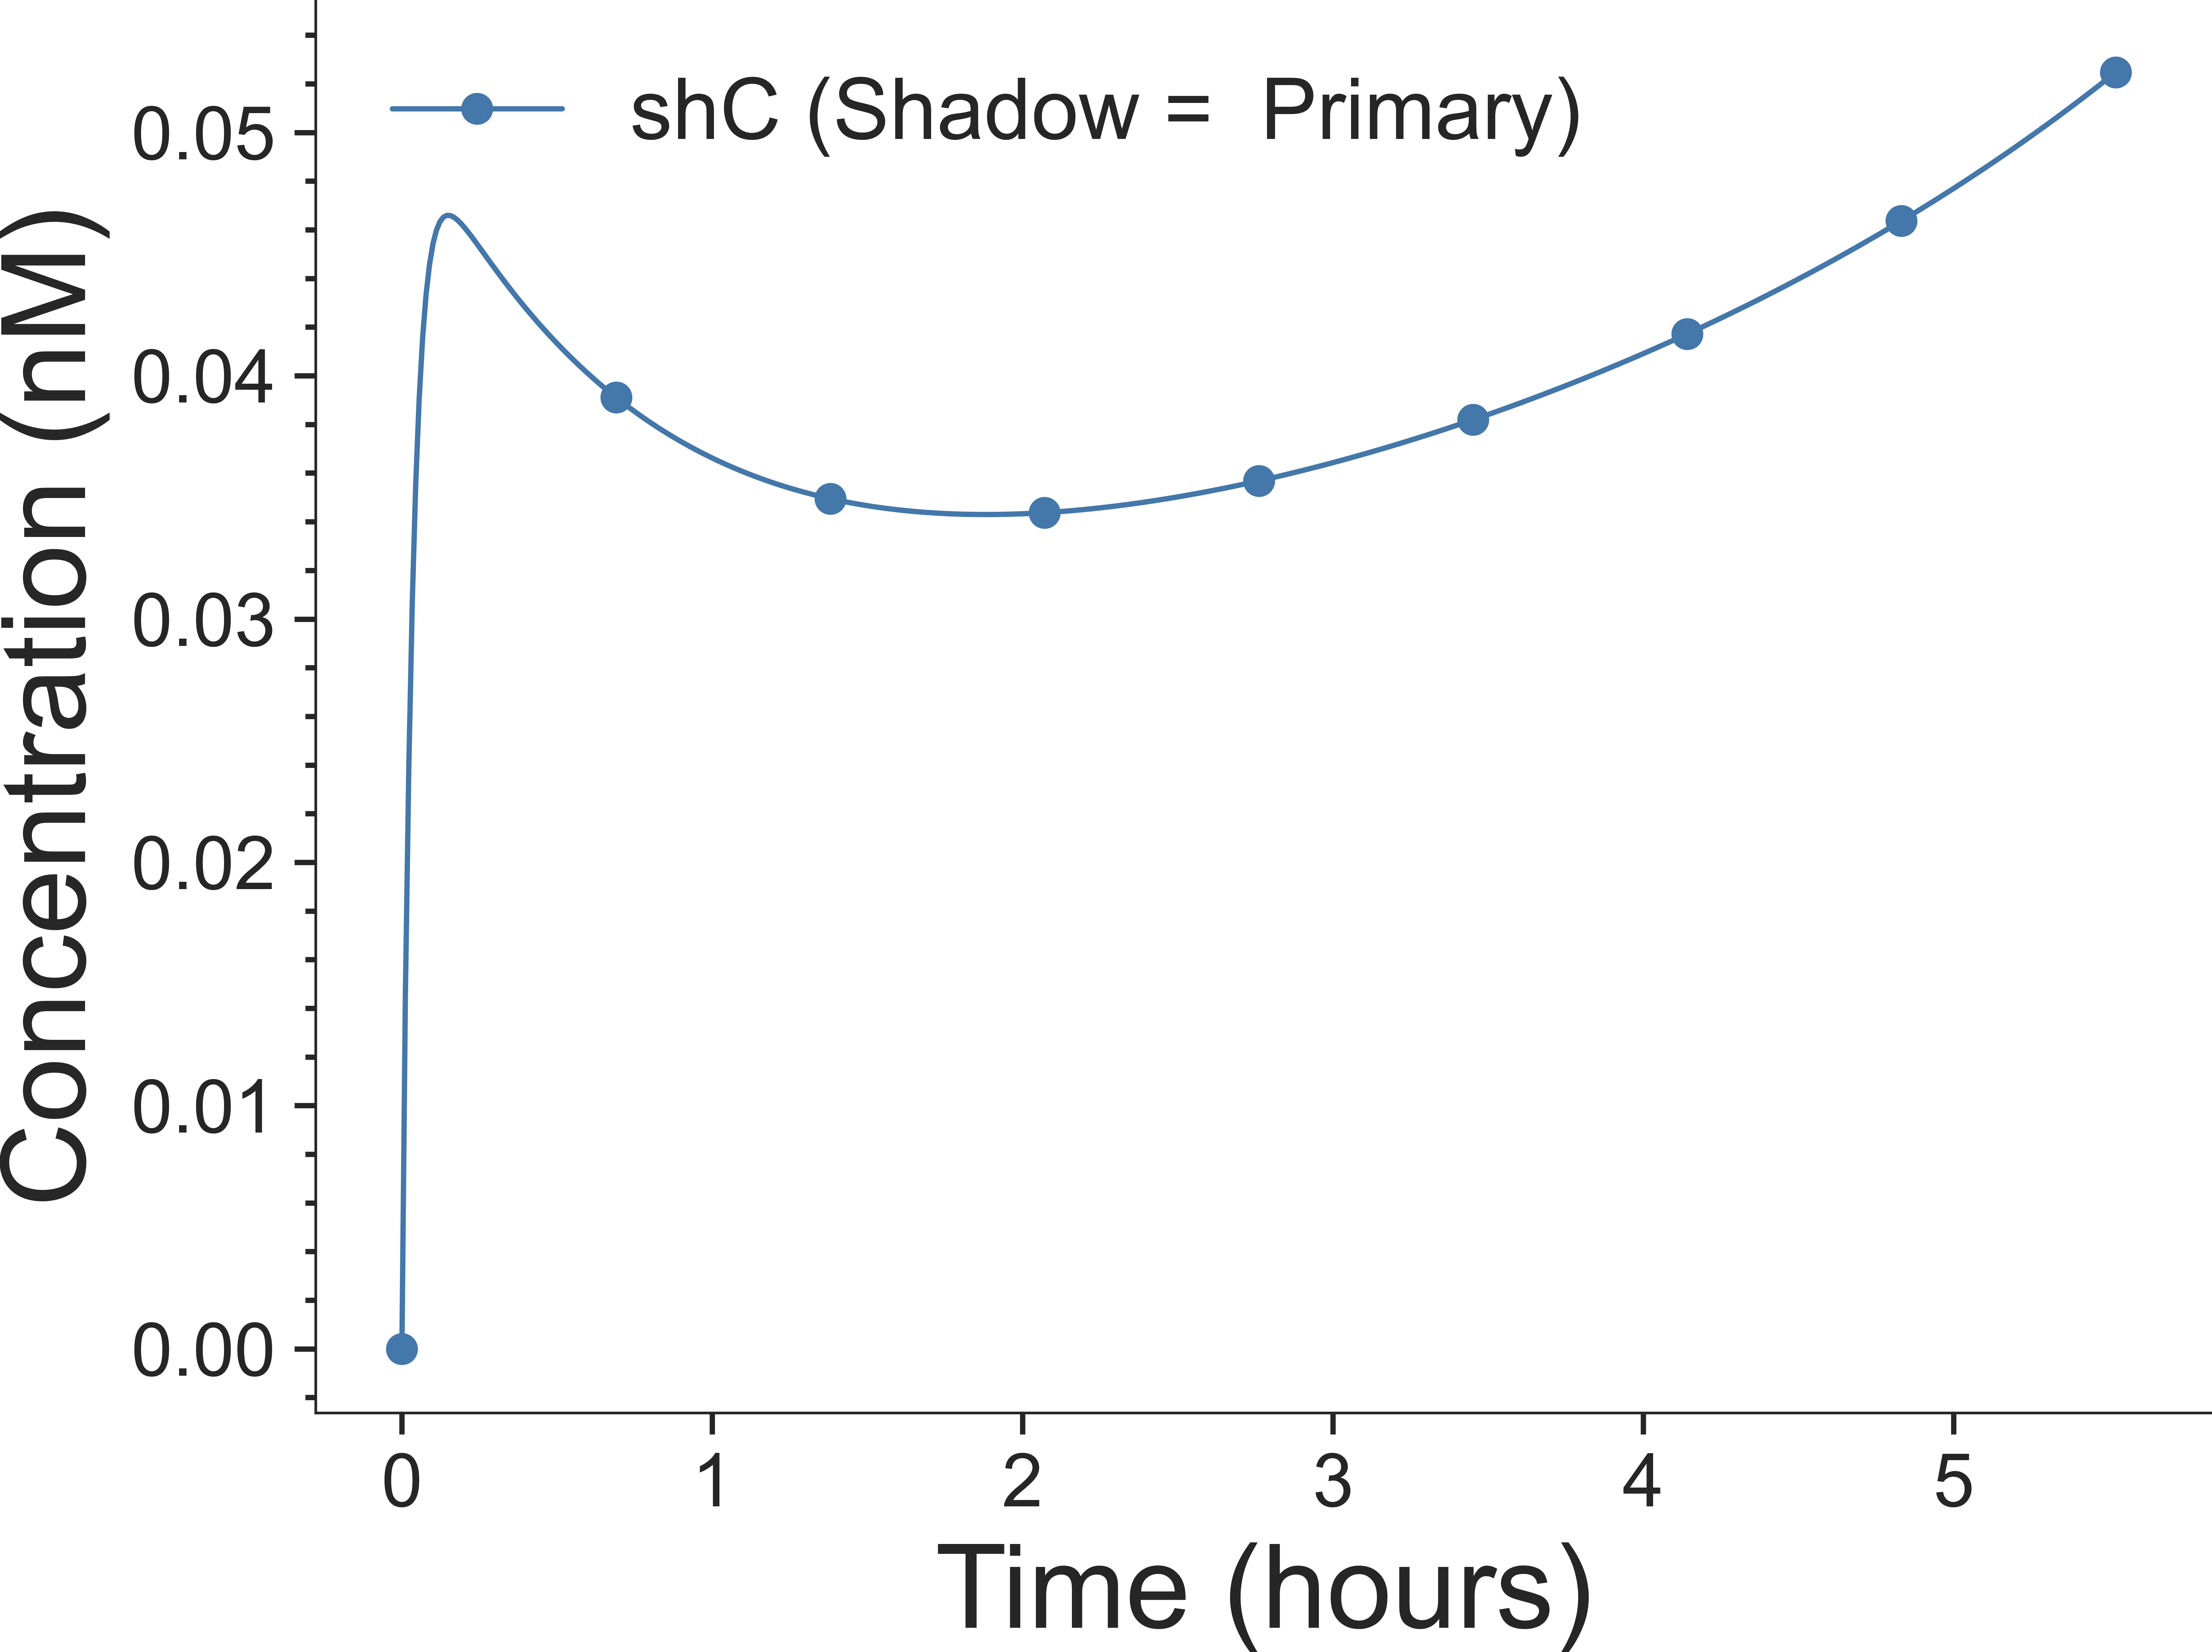 shC (Shadow =  Primary)
Concentration (nM)
0.05
0.04
0.03
0.02
0.01
0.00
0 1 2 3 4 5
Time (hours)